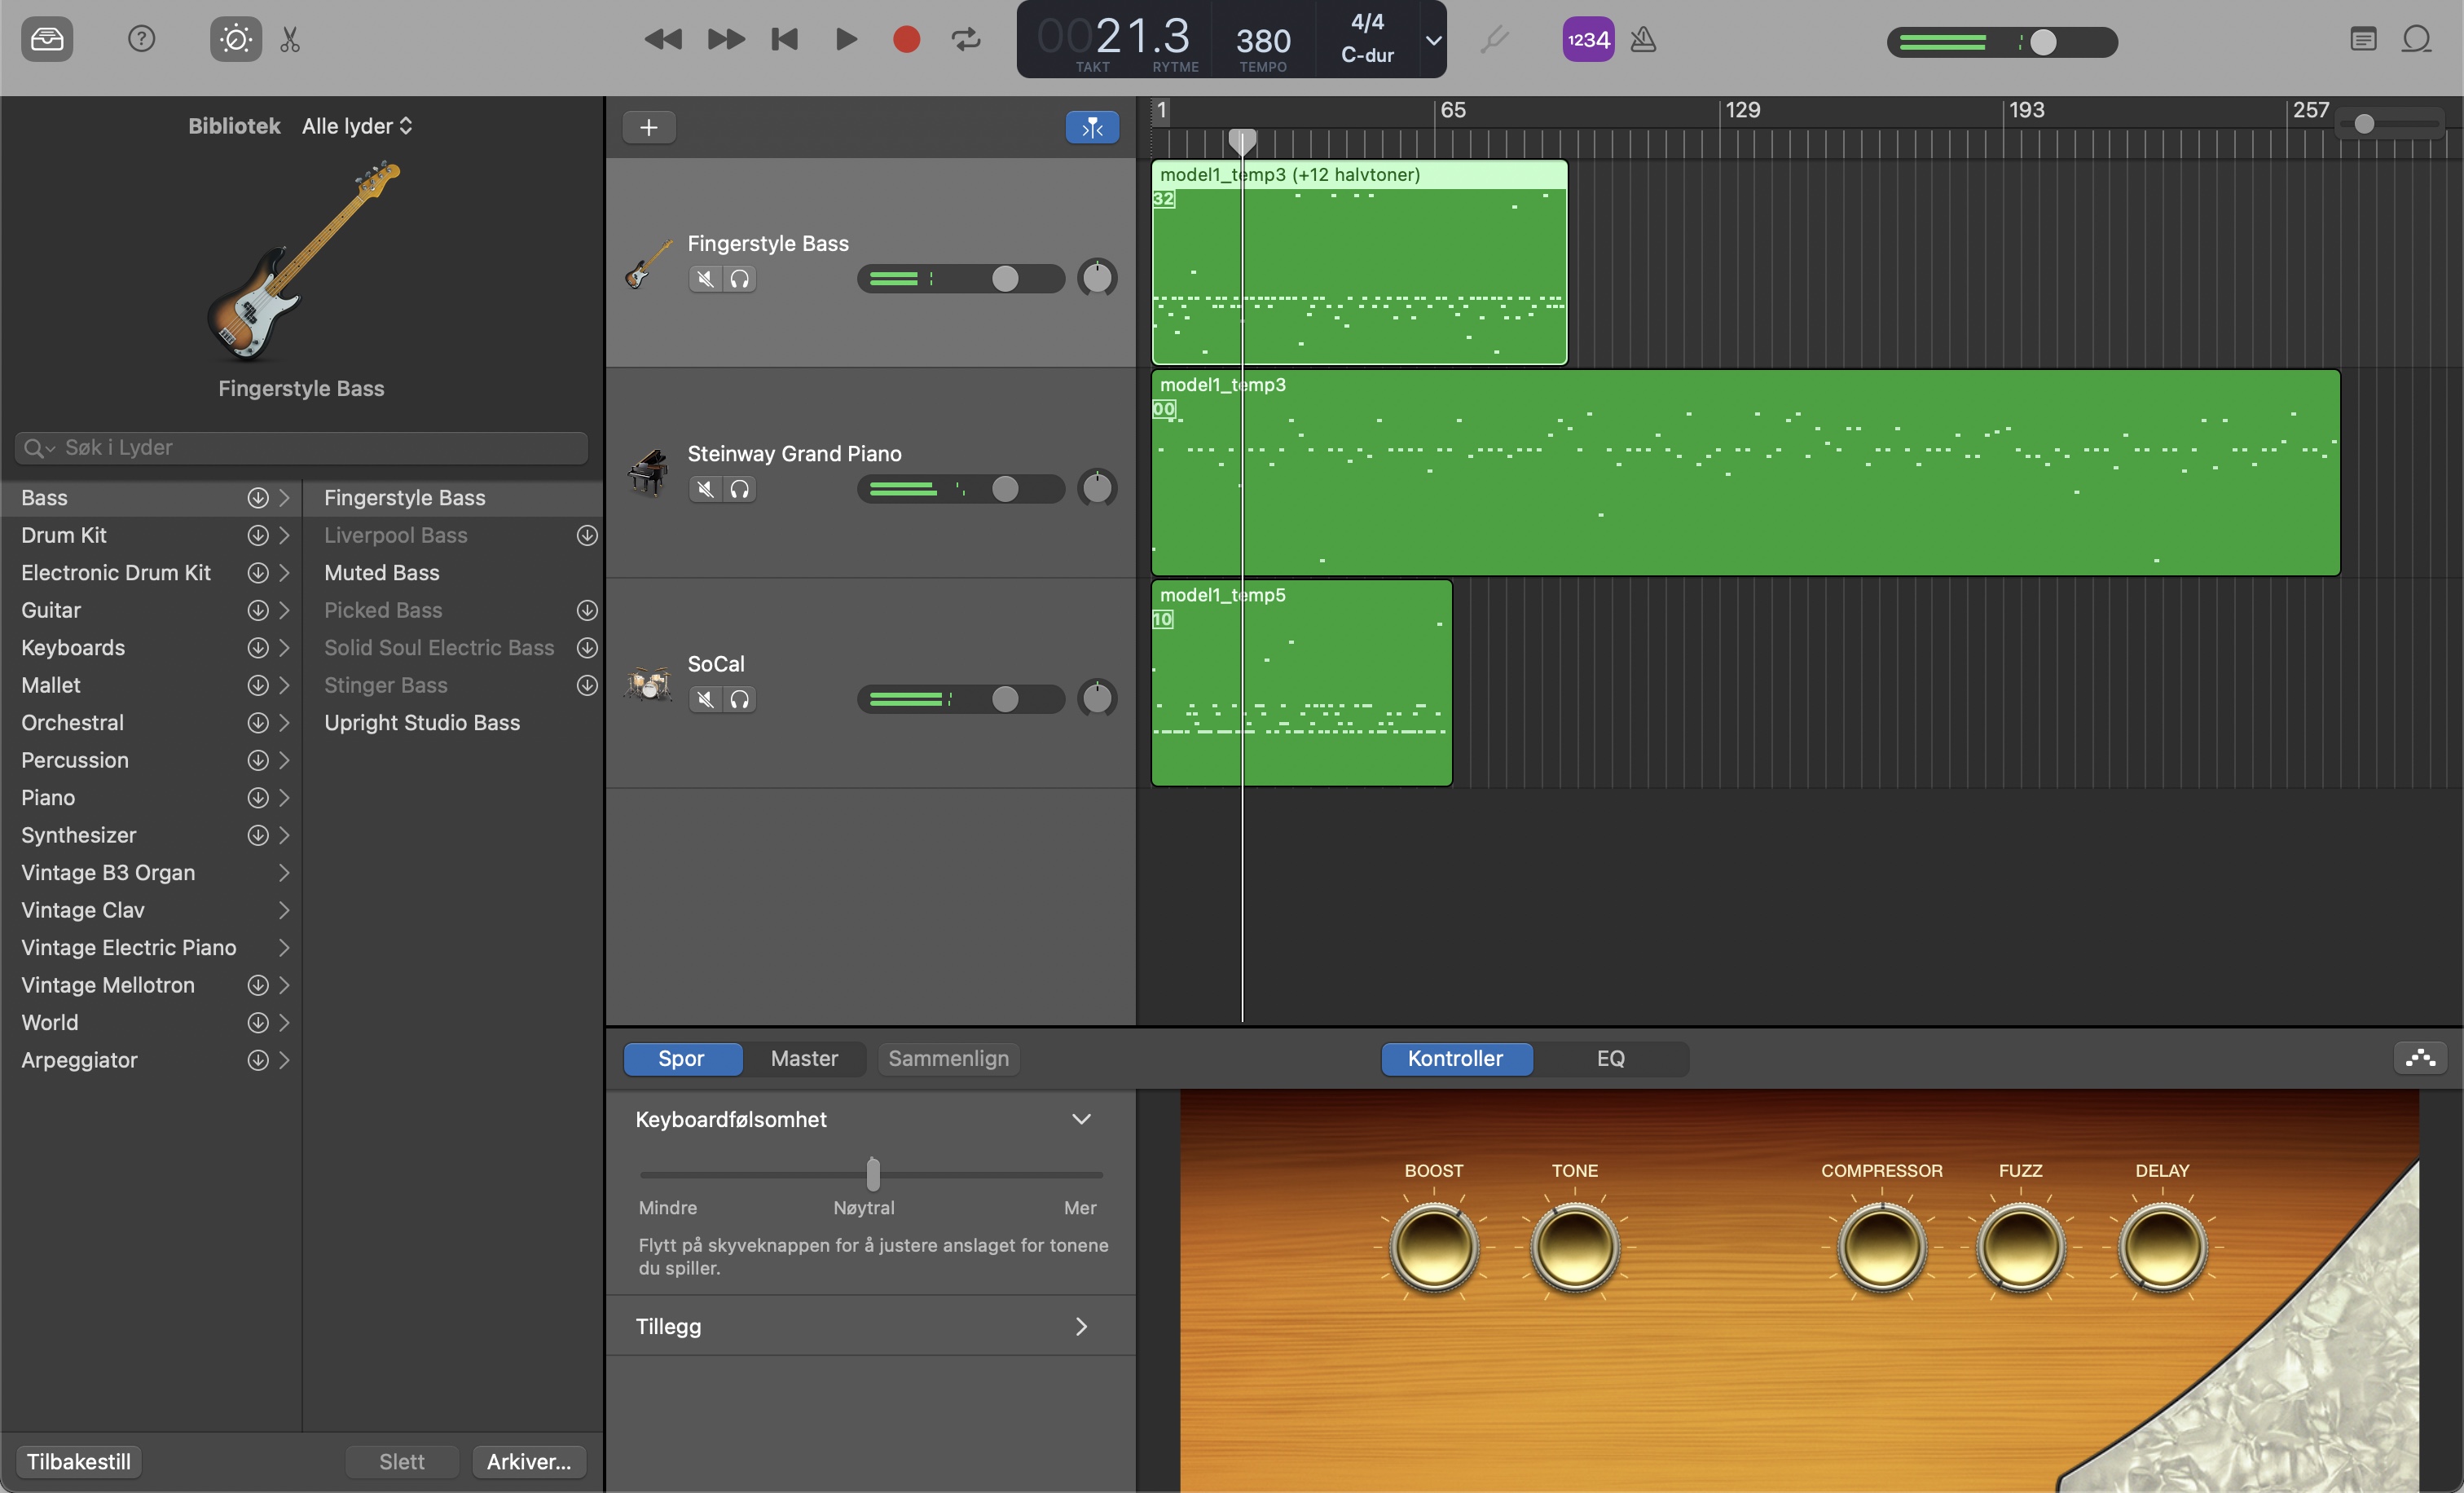 0021.3
TAKT
RYTME
380
TEMPO
4/4
C-dur
1234
Bibliotek
Alle lyder
Fingerstyle Bass
Søk i Lyder
Bass
Drum Kit
Electronic Drum Kit
Guitar
Keyboards
Mallet
Orchestral
Percussion
Piano
Synthesizer
Vintage B3 Organ
Vintage Clav
Vintage Electric Piano
Vintage Mellotron
World
Arpeggiator
Fingerstyle Bass
Liverpool Bass
Muted Bass
Picked Bass
Solid Soul Electric Bass
Stinger Bass
Upright Studio Bass
Tilbakestill
Slett
Arkiver...
1
65
129
193
257
Fingerstyle Bass
model1_temp3 (+12 halvtoner)
32
Steinway Grand Piano
model1_temp3
00
SoCal
model1_temp5
10
Spor
Master
Sammenlign
Kontroller
EQ
Keyboardfølsomhet
Mindre
Nøytral
Mer
Flytt på skyveknappen for å justere anslaget for tonene
du spiller.
Tillegg
BOOST
TONE
COMPRESSOR
FUZZ
DELAY